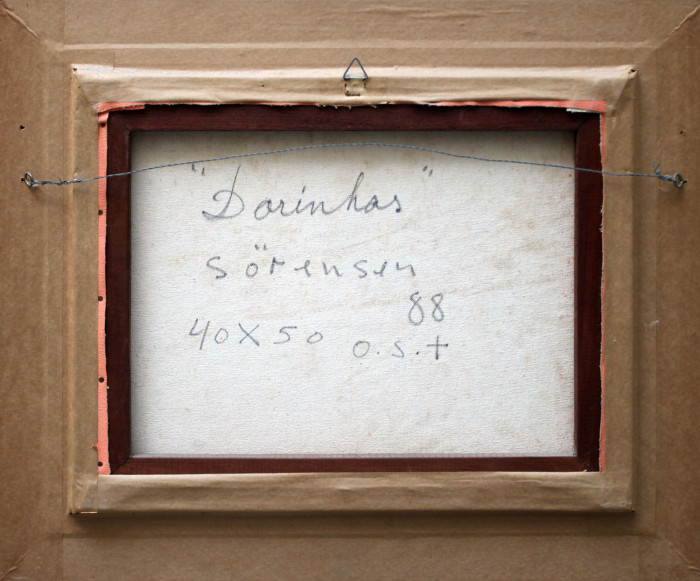 "Dorinhas"
Sörensen
88
40X50 o.s.t